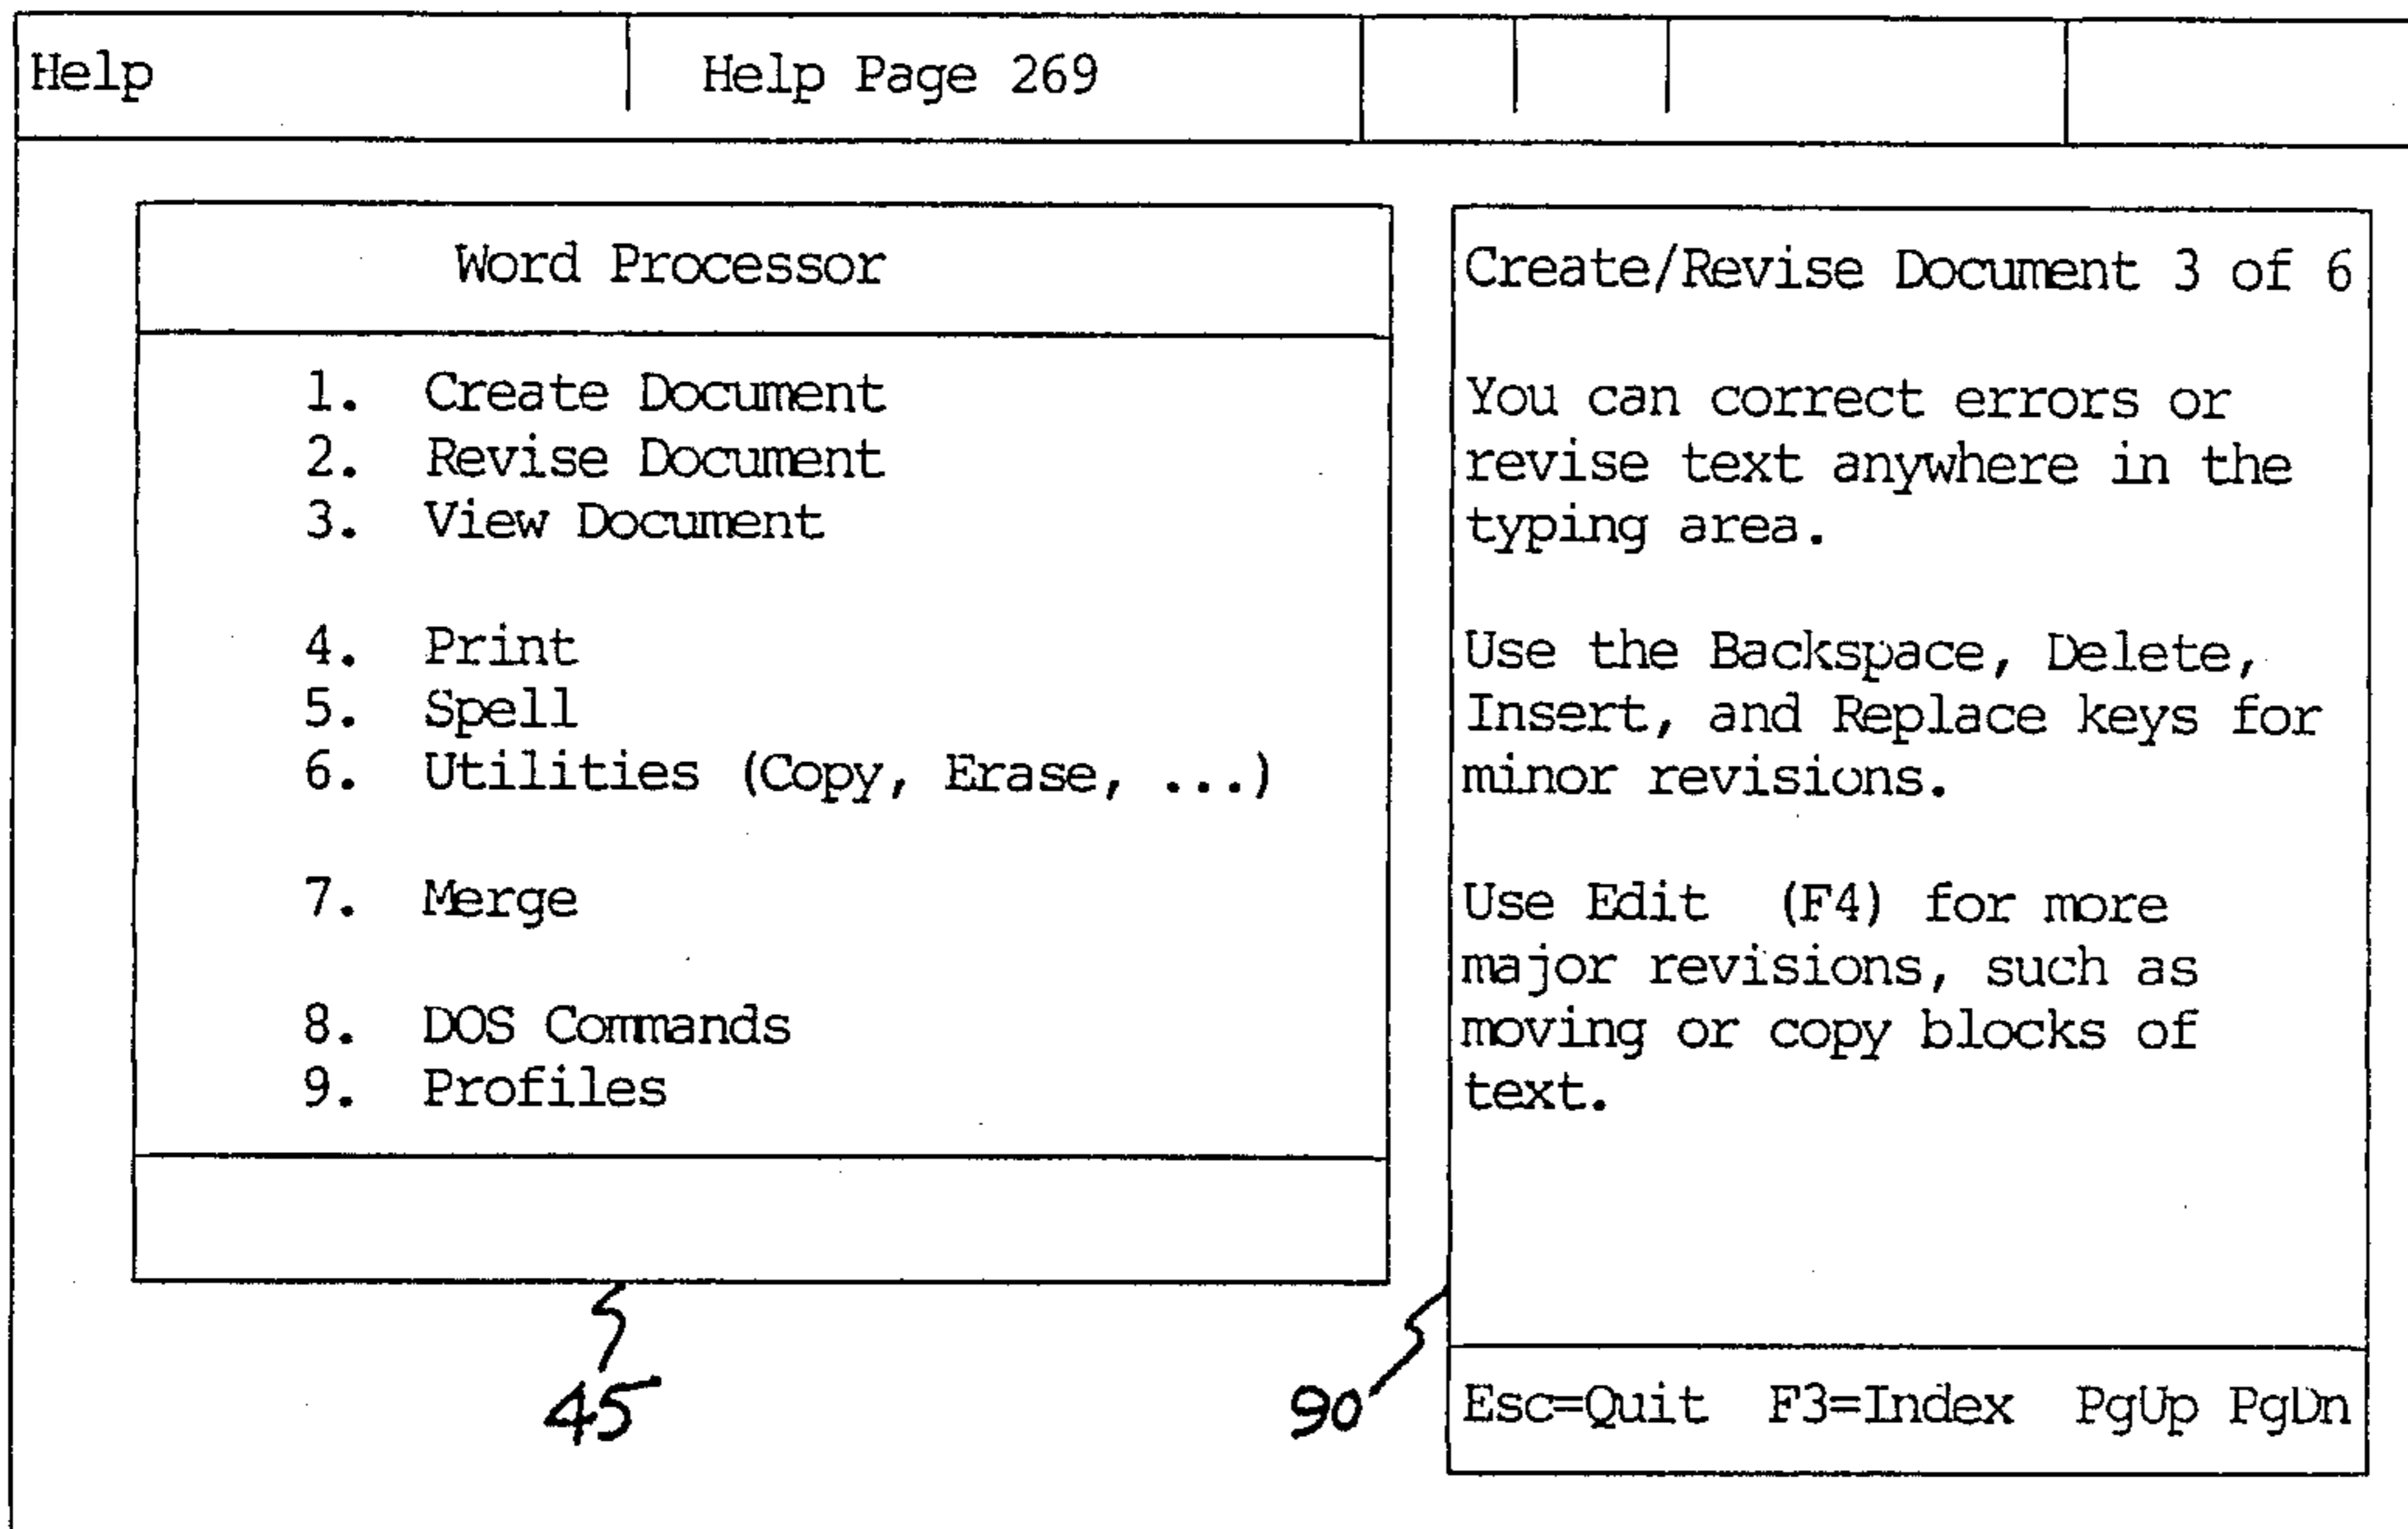 Help Help Page 269
Word Processor
1. Create Document
2. Revise Document
3. View Document
4. Print
5. Spell
6. Utilities (Copy, Erase, ...)
7. Merge
8. DOS Commands
9. Profiles
45
Create/Revise Document 3 of 6
You can correct errors or
revise text anywhere in the
typing area.
Use the Backspace, Delete,
Insert, and Replace keys for
minor revisions.
Use Edit (F4) for more
major revisions, such as
moving or copy blocks of
text.
Esc=Quit F3=Index PgUp PgDn
90